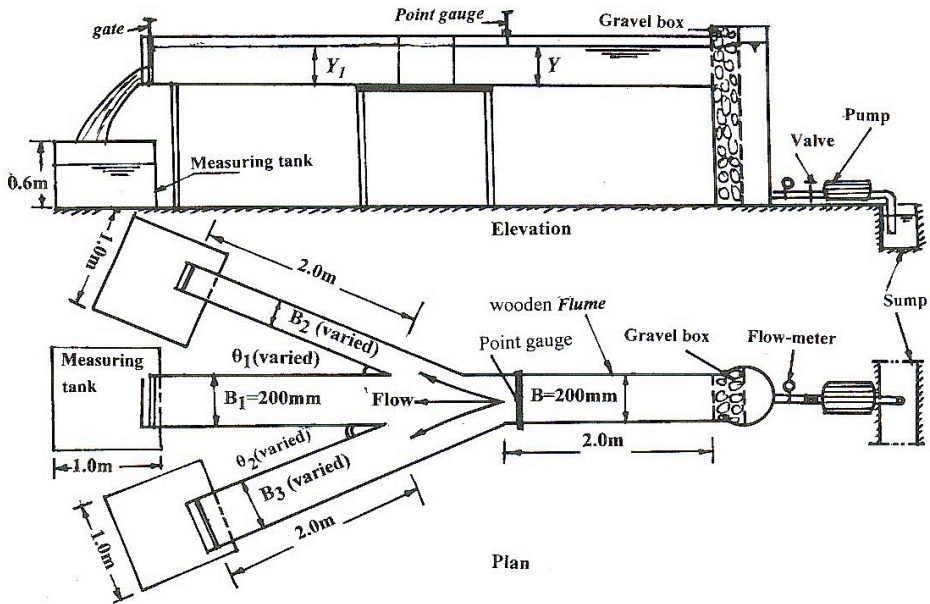 gate
Point gauge
Gravel box
Y₁
Y
Pump
Valve
Measuring tank
0.6m
Elevation
1.0m
2.0m
Sump
wooden Flume
B₂ (varied)
Point gauge
Gravel box
Flow-meter
θ₁(varied)
Measuring
tank
B₁=200mm
Flow
B=200mm
θ₂(varied)
2.0m
1.0m
B₃ (varied)
2.0m
1.0m
Plan